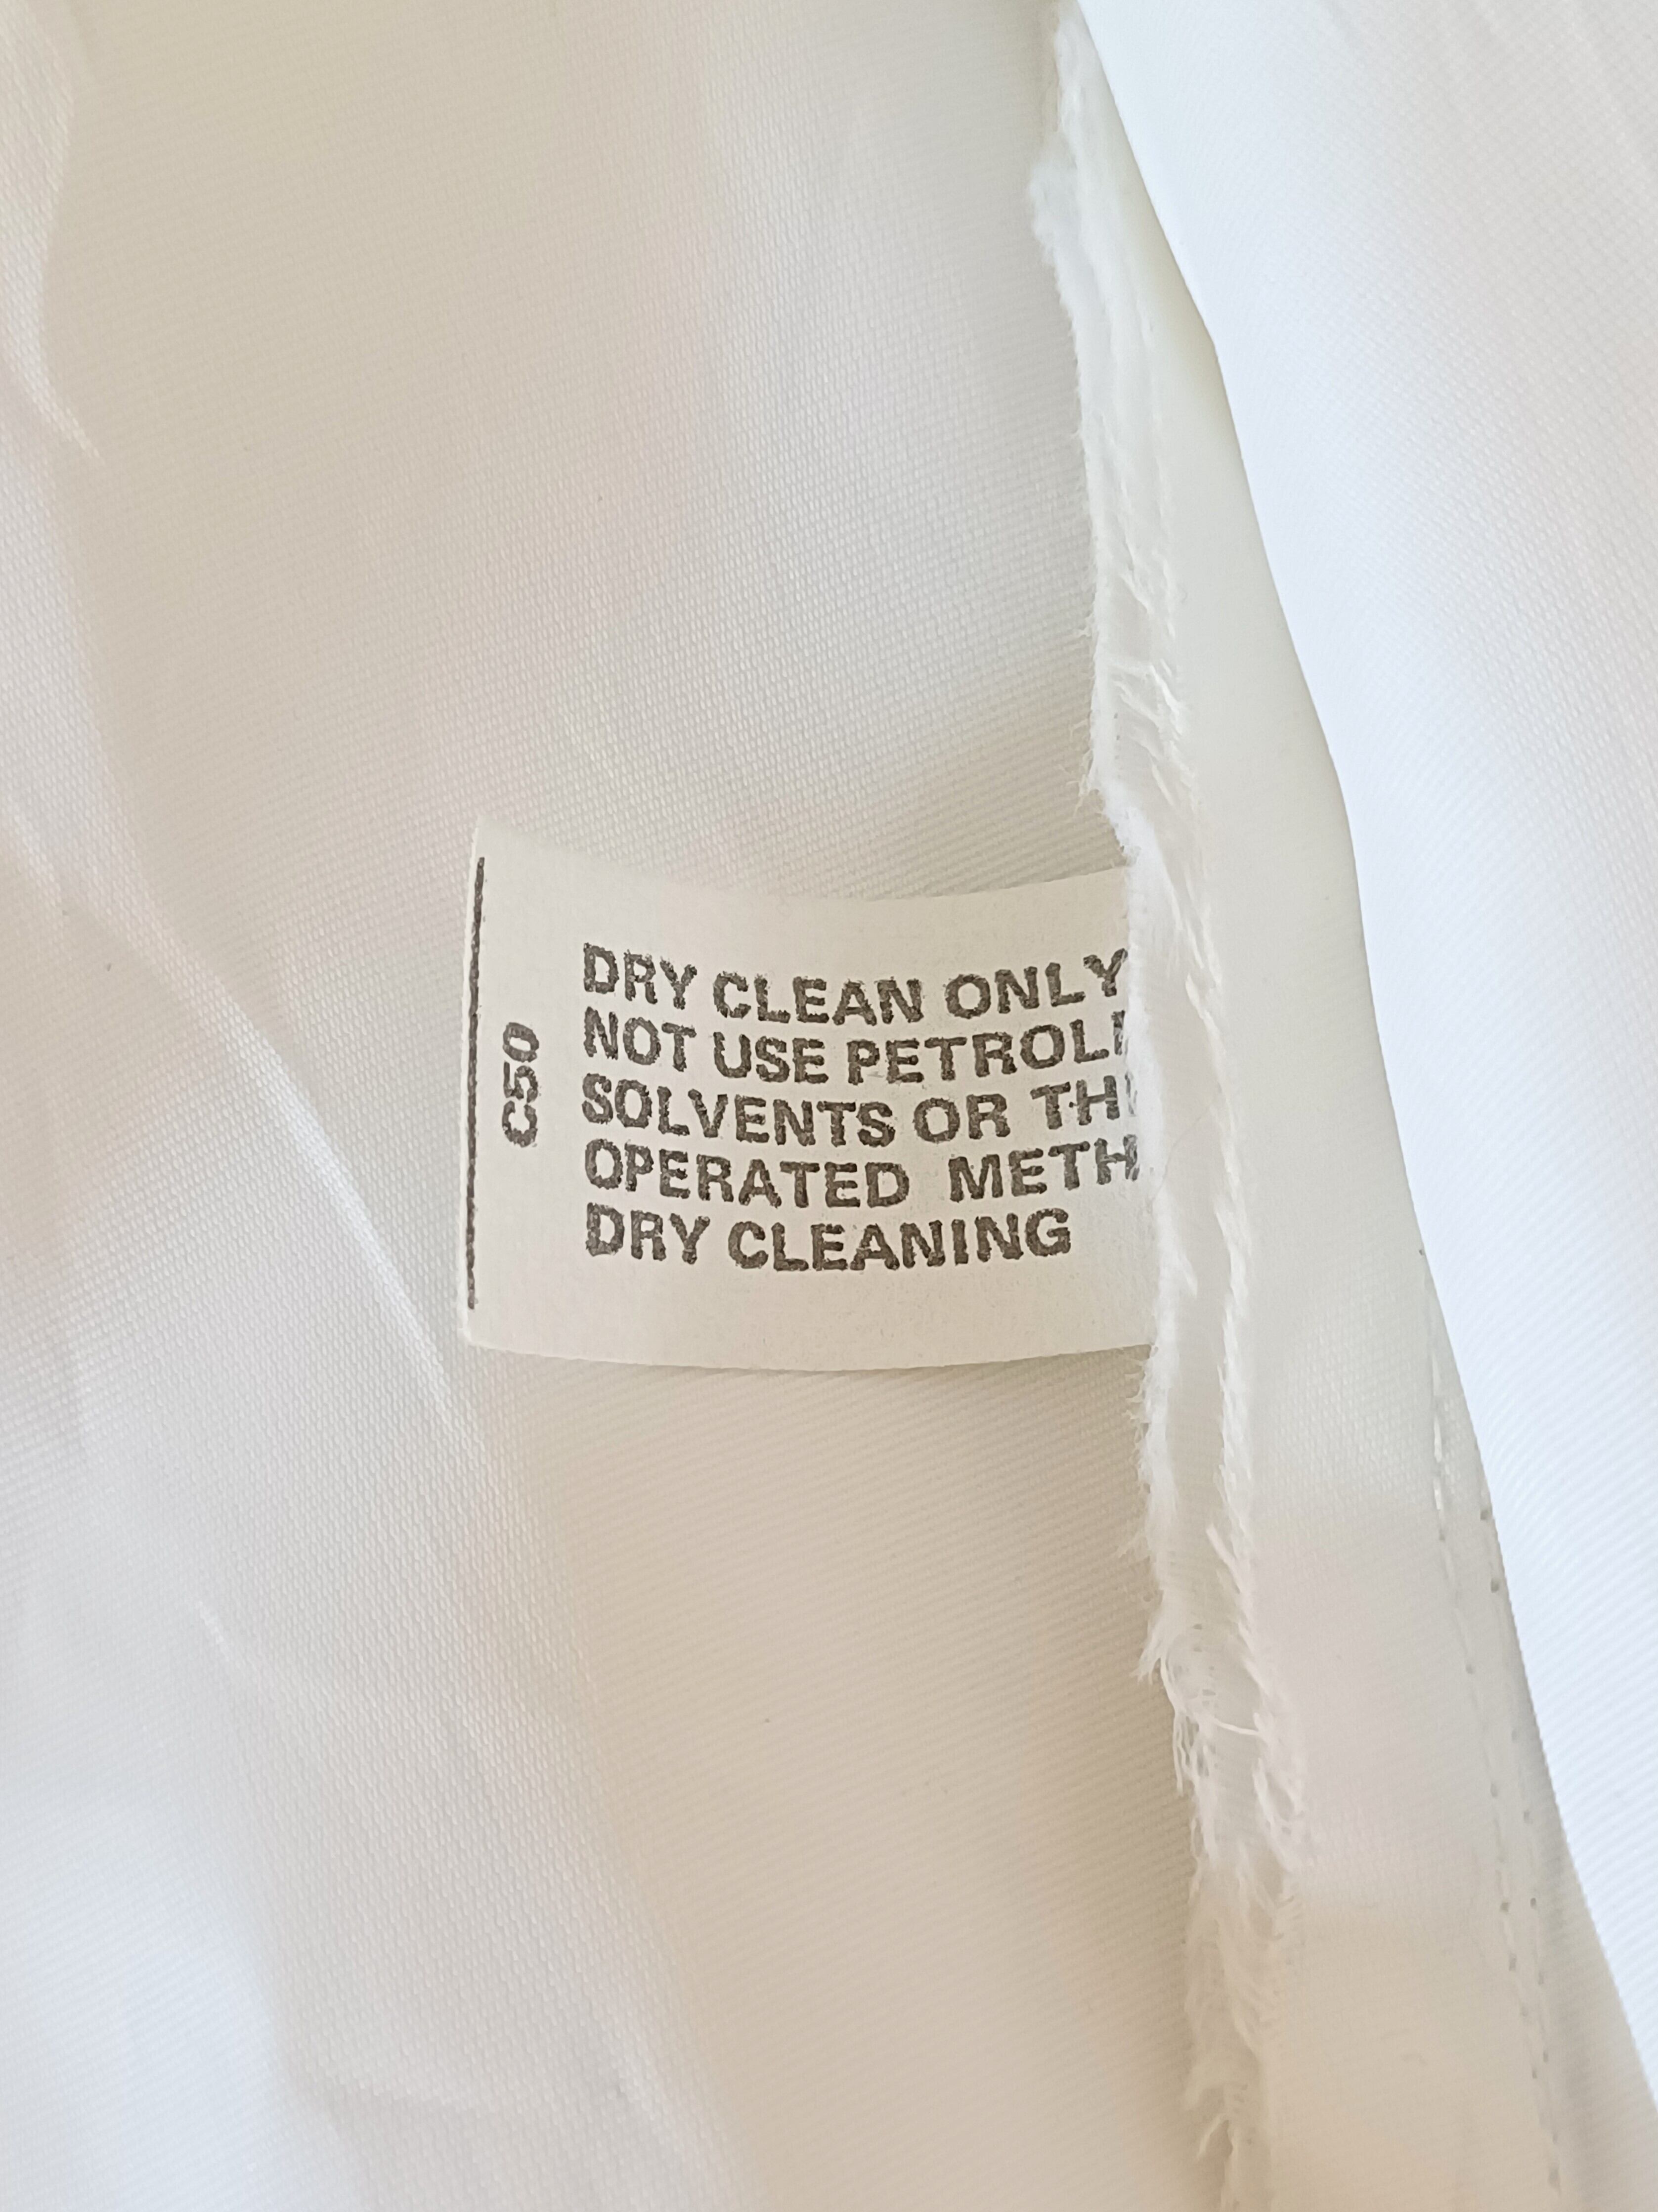 C50
DRY CLEAN ONLY
NOT USE PETROL
SOLVENTS OR TH
OPERATED METH
DRY CLEANING